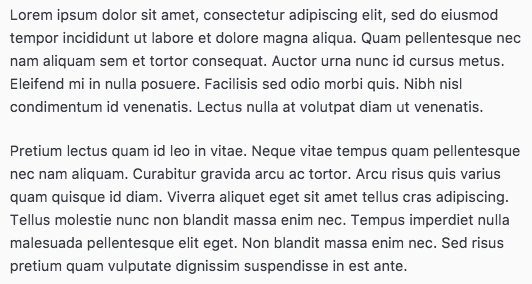 Lorem ipsum dolor sit amet, consectetur adipiscing elit, sed do eiusmod
tempor incididunt ut labore et dolore magna aliqua. Quam pellentesque nec
nam aliquam sem et tortor consequat. Auctor urna nunc id cursus metus.
Eleifend mi in nulla posuere. Facilisis sed odio morbi quis. Nibh nisl
condimentum id venenatis. Lectus nulla at volutpat diam ut venenatis.

Pretium lectus quam id leo in vitae. Neque vitae tempus quam pellentesque
nec nam aliquam. Curabitur gravida arcu ac tortor. Arcu risus quis varius
quam quisque id diam. Viverra aliquet eget sit amet tellus cras adipiscing.
Tellus molestie nunc non blandit massa enim nec. Tempus imperdiet nulla
malesuada pellentesque elit eget. Non blandit massa enim nec. Sed risus
pretium quam vulputate dignissim suspendisse in est ante.